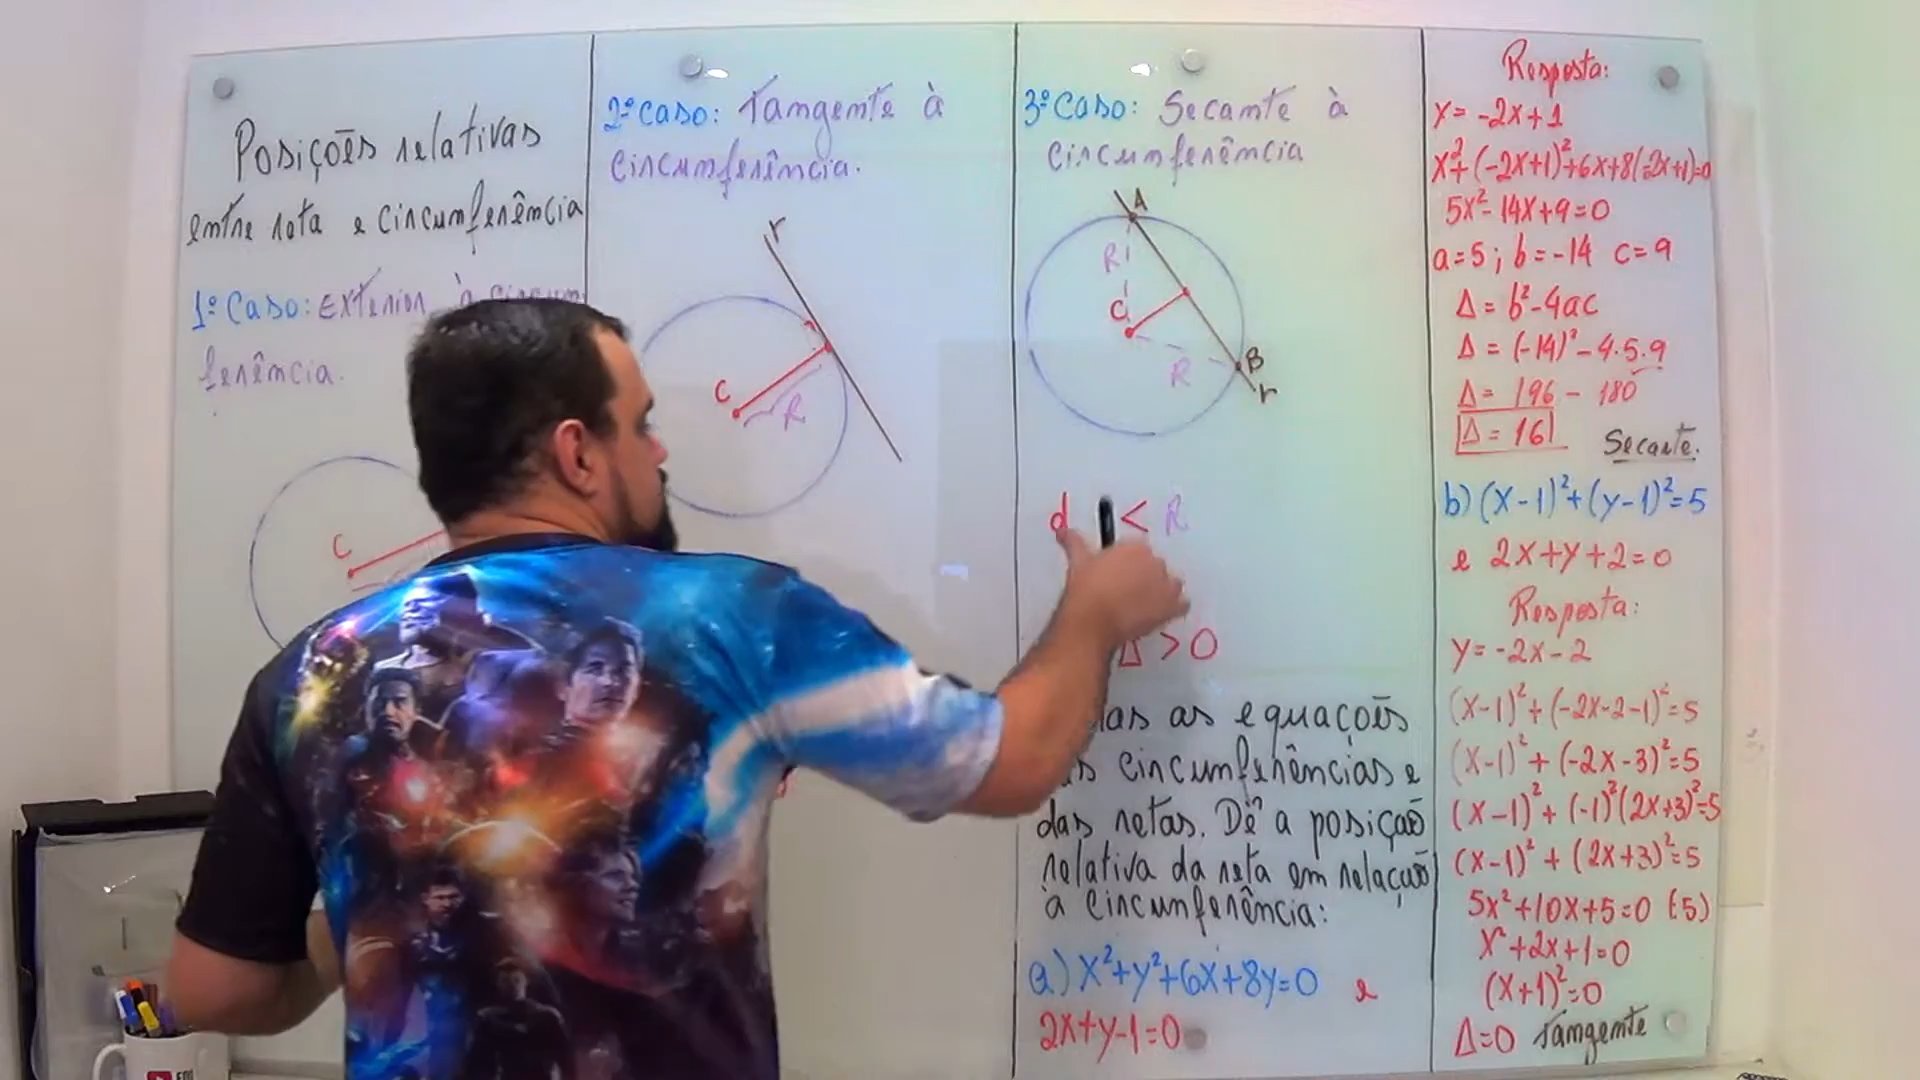 Posições relativas
entre reta e circunferência
1º Caso: Exterior à circun
ferência.
C
2º caso: Tangente à
circunferência.
r
C
R
3º Caso: Secante à
circunferência
A
R
C
R
B
r
d < R
Δ > 0
as equações
circunferências e
das retas. Dê a posição
relativa da reta em relação
à circunferência:
a) x²+y²+6x+8y=0 e
2x+y-1=0
Resposta:
y = -2x+1
x²+(-2x+1)²+6x+8(-2x+1)=0
5x²-14x+9=0
a=5; b=-14 c=9
Δ = b²-4ac
Δ = (-14)²-4.5.9
Δ = 196 - 180
Δ = 16
Secante.
b) (x-1)²+(y-1)²=5
e 2x+y+2=0
Resposta:
y=-2x-2
(x-1)²+(-2x-2-1)²=5
(x-1)²+(-2x-3)²=5
(x-1)²+(-1)²(2x+3)²=5
(x-1)²+(2x+3)²=5
5x²+10x+5=0 (:5)
x²+2x+1=0
(x+1)²=0
Δ=0 Tangente